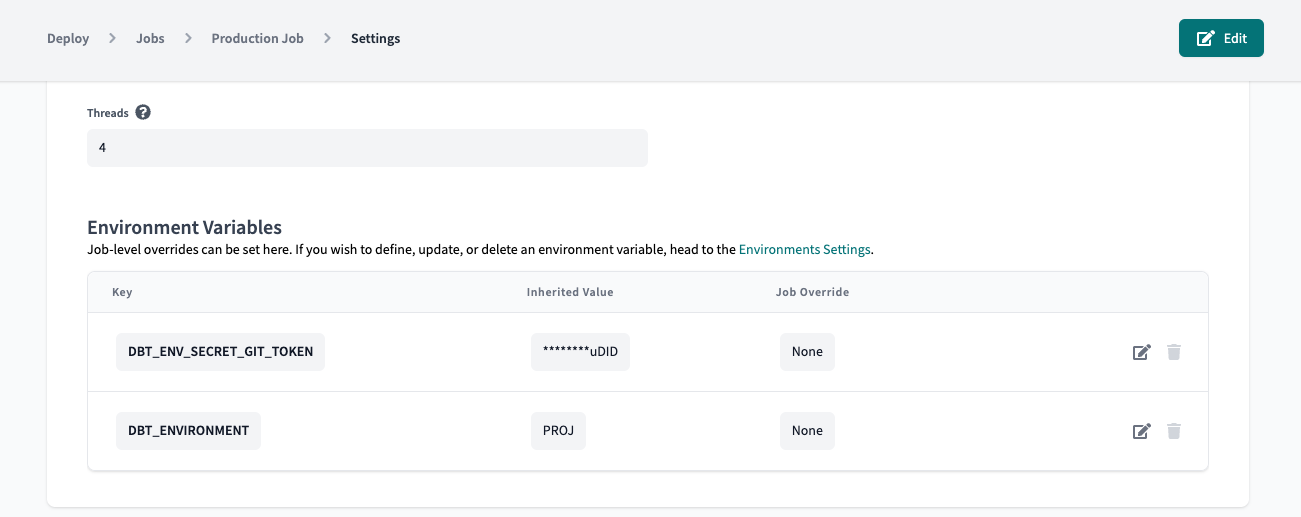 Deploy > Jobs > Production Job > Settings
Edit
Threads ?
4
Environment Variables
Job-level overrides can be set here. If you wish to define, update, or delete an environment variable, head to the Environments Settings.
Key Inherited Value Job Override
DBT_ENV_SECRET_GIT_TOKEN ********uDID None
DBT_ENVIRONMENT PROJ None